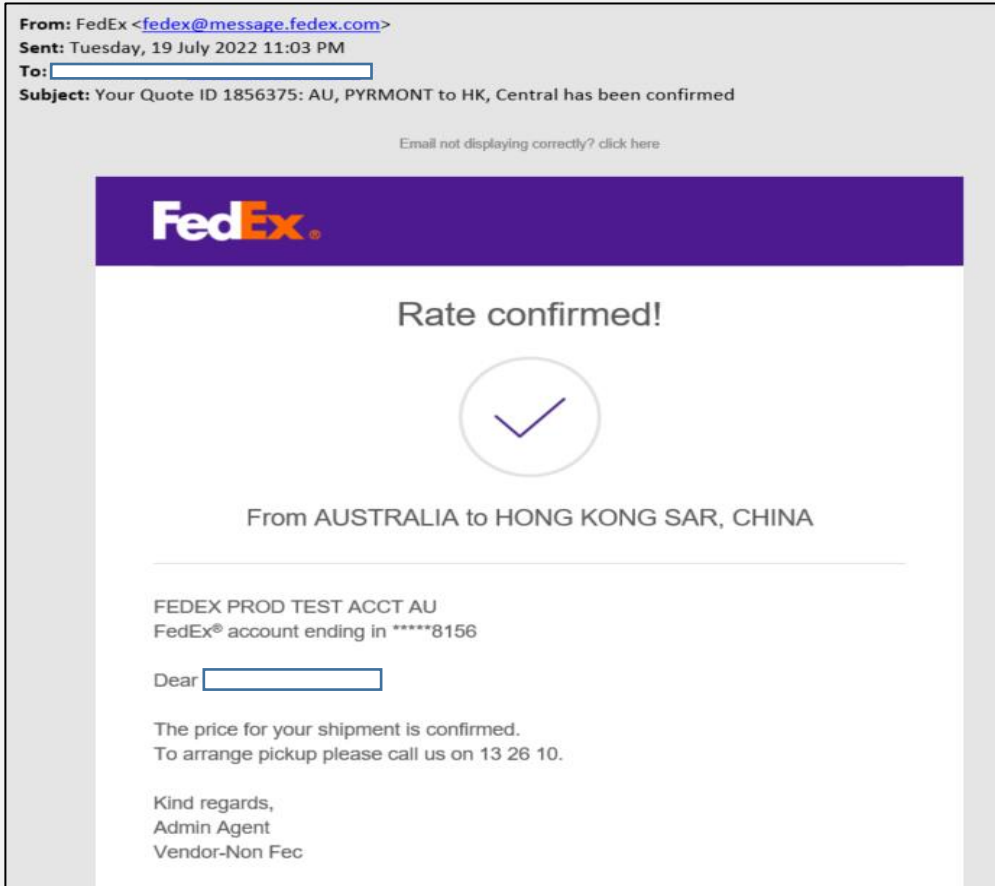 From: FedEx <fedex@message.fedex.com>
Sent: Tuesday, 19 July 2022 11:03 PM
To:
Subject: Your Quote ID 1856375: AU, PYRMONT to HK, Central has been confirmed
Email not displaying correctly? click here
FedEx®
Rate confirmed!
From AUSTRALIA to HONG KONG SAR, CHINA
FEDEX PROD TEST ACCT AU
FedEx® account ending in *****8156
Dear
The price for your shipment is confirmed.
To arrange pickup please call us on 13 26 10.
Kind regards,
Admin Agent
Vendor-Non Fec